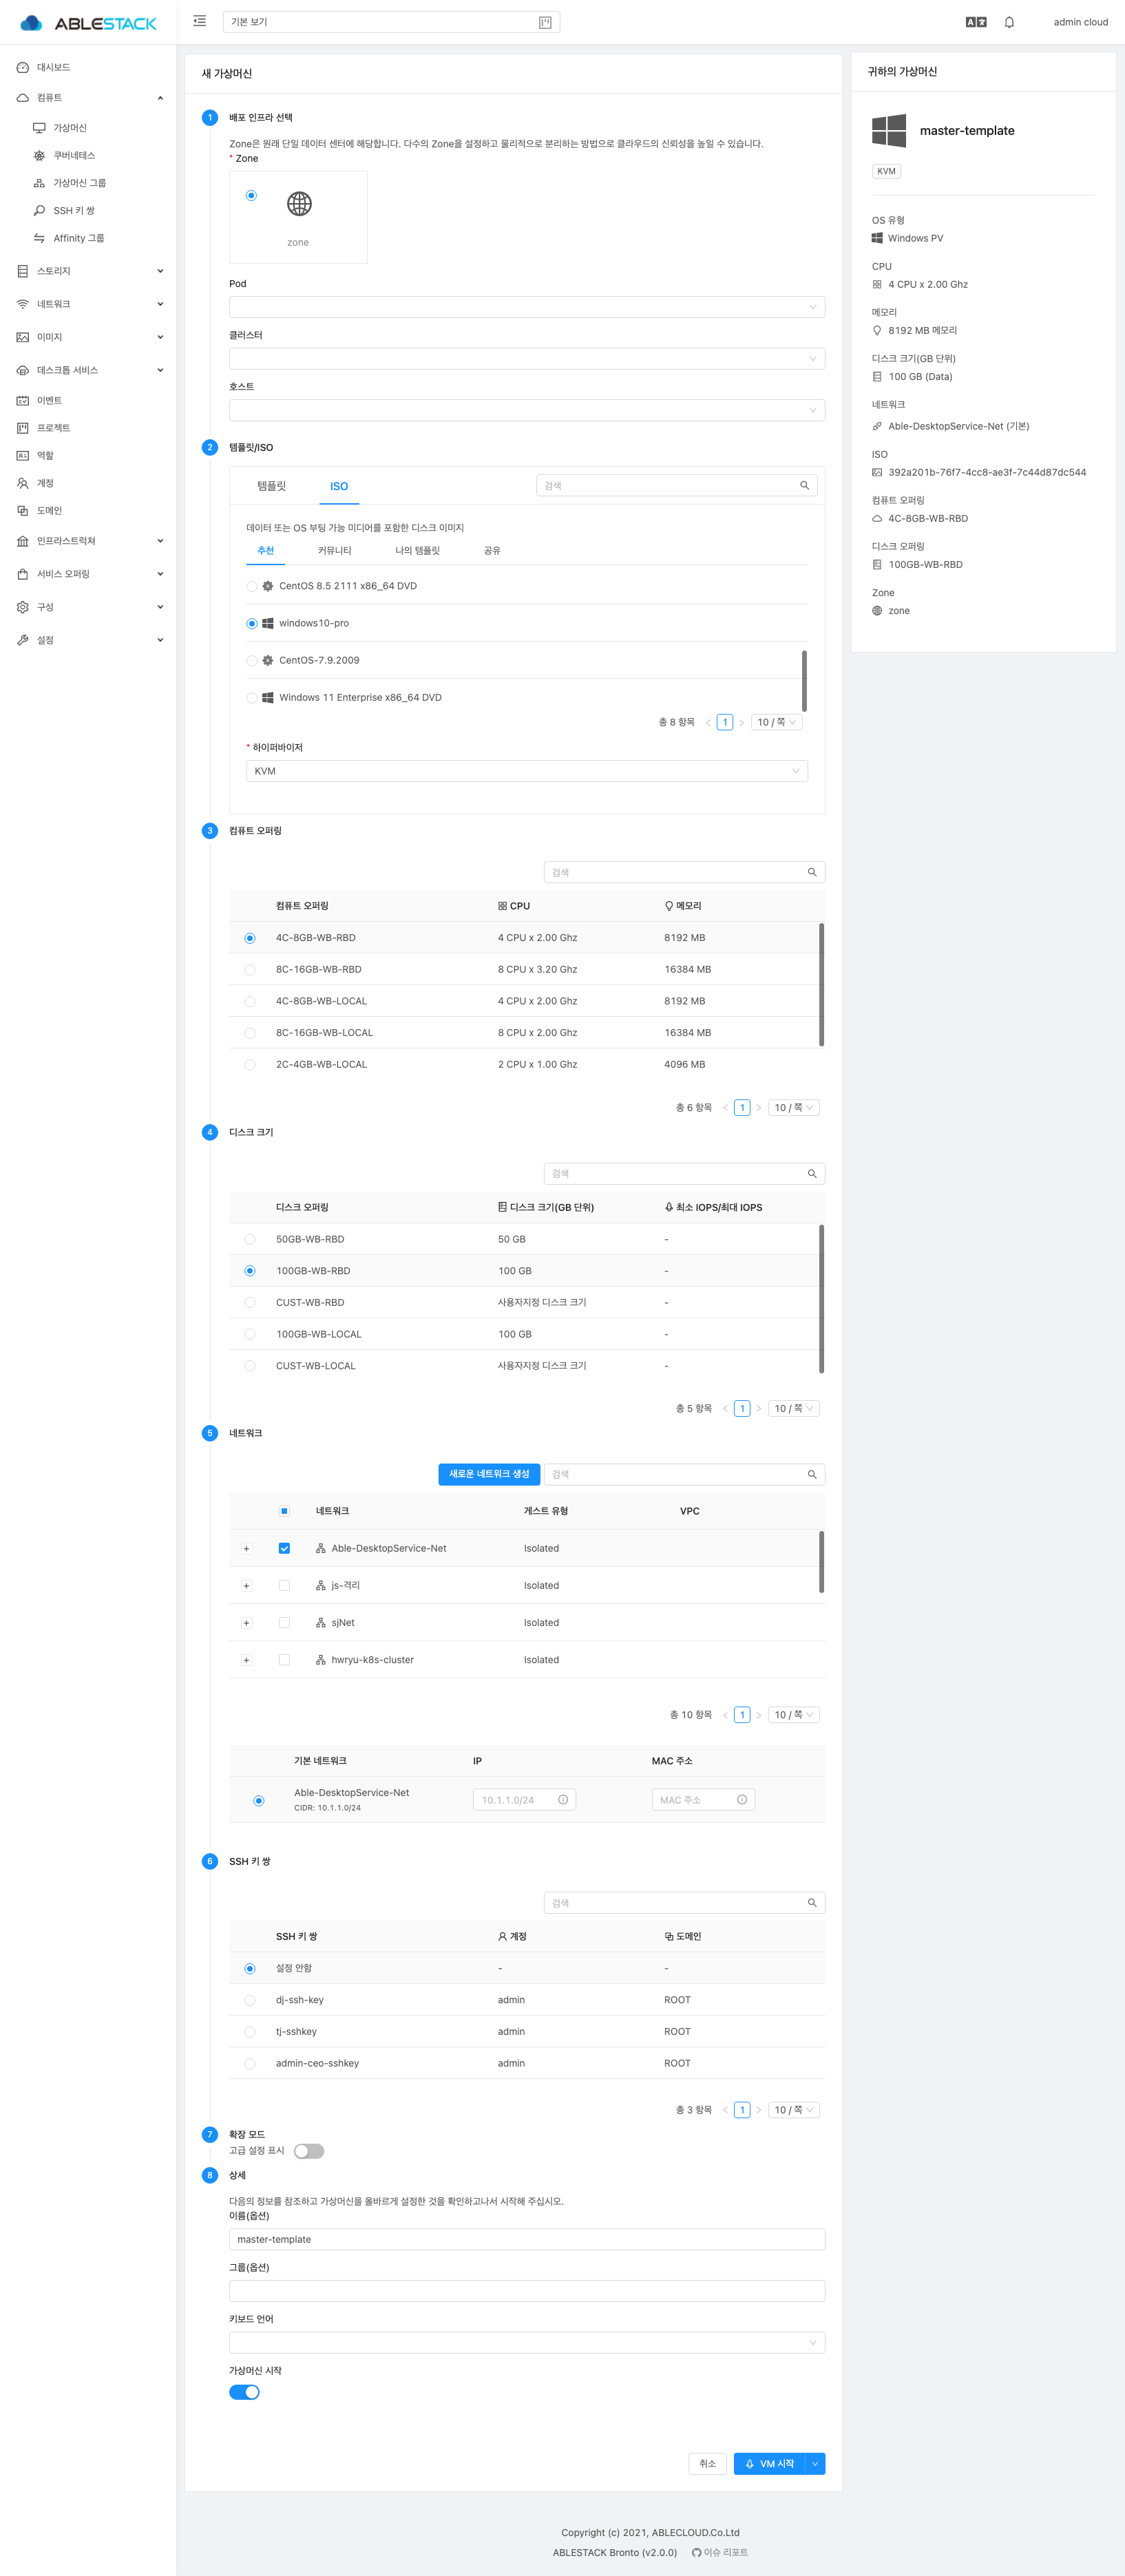 ABLESTACK
기본 보기
admin cloud
대시보드
컴퓨트
가상머신
쿠버네테스
가상머신 그룹
SSH 키 쌍
Affinity 그룹
스토리지
네트워크
이미지
데스크톱 서비스
이벤트
프로젝트
역할
계정
도메인
인프라스트럭쳐
서비스 오퍼링
구성
설정
새 가상머신
1 배포 인프라 선택
Zone은 원래 단일 데이터 센터에 해당합니다. 다수의 Zone을 설정하고 물리적으로 분리하는 방법으로 클라우드의 신뢰성을 높일 수 있습니다.
* Zone
zone
Pod
클러스터
호스트
2 템플릿/ISO
템플릿 ISO 검색
데이터 또는 OS 부팅 가능 미디어를 포함한 디스크 이미지
추천 커뮤니티 나의 템플릿 공유
CentOS 8.5 2111 x86_64 DVD
windows10-pro
CentOS-7.9.2009
Windows 11 Enterprise x86_64 DVD
총 8 항목 < 1 > 10 / 쪽
* 하이퍼바이저
KVM
3 컴퓨트 오퍼링
검색
컴퓨트 오퍼링 CPU 메모리
4C-8GB-WB-RBD 4 CPU x 2.00 Ghz 8192 MB
8C-16GB-WB-RBD 8 CPU x 3.20 Ghz 16384 MB
4C-8GB-WB-LOCAL 4 CPU x 2.00 Ghz 8192 MB
8C-16GB-WB-LOCAL 8 CPU x 2.00 Ghz 16384 MB
2C-4GB-WB-LOCAL 2 CPU x 1.00 Ghz 4096 MB
총 6 항목 < 1 > 10 / 쪽
4 디스크 크기
검색
디스크 오퍼링 디스크 크기(GB 단위) 최소 IOPS/최대 IOPS
50GB-WB-RBD 50 GB -
100GB-WB-RBD 100 GB -
CUST-WB-RBD 사용자지정 디스크 크기 -
100GB-WB-LOCAL 100 GB -
CUST-WB-LOCAL 사용자지정 디스크 크기 -
총 5 항목 < 1 > 10 / 쪽
5 네트워크
새로운 네트워크 생성 검색
네트워크 게스트 유형 VPC
+ Able-DesktopService-Net Isolated
+ js-격리 Isolated
+ sjNet Isolated
+ hwryu-k8s-cluster Isolated
총 10 항목 < 1 > 10 / 쪽
기본 네트워크 IP MAC 주소
Able-DesktopService-Net 10.1.1.0/24 MAC 주소
CIDR: 10.1.1.0/24
6 SSH 키 쌍
검색
SSH 키 쌍 계정 도메인
설정 안함 - -
dj-ssh-key admin ROOT
tj-sshkey admin ROOT
admin-ceo-sshkey admin ROOT
총 3 항목 < 1 > 10 / 쪽
7 확장 모드
고급 설정 표시
8 상세
다음의 정보를 참조하고 가상머신을 올바르게 설정한 것을 확인하고나서 시작해 주십시오.
이름(옵션)
master-template
그룹(옵션)
키보드 언어
가상머신 시작
취소 VM 시작
귀하의 가상머신
master-template
KVM
OS 유형
Windows PV
CPU
4 CPU x 2.00 Ghz
메모리
8192 MB 메모리
디스크 크기(GB 단위)
100 GB (Data)
네트워크
Able-DesktopService-Net (기본)
ISO
392a201b-76f7-4cc8-ae3f-7c44d87dc544
컴퓨트 오퍼링
4C-8GB-WB-RBD
디스크 오퍼링
100GB-WB-RBD
Zone
zone
Copyright (c) 2021, ABLECLOUD.Co.Ltd
ABLESTACK Bronto (v2.0.0) 이슈 리포트